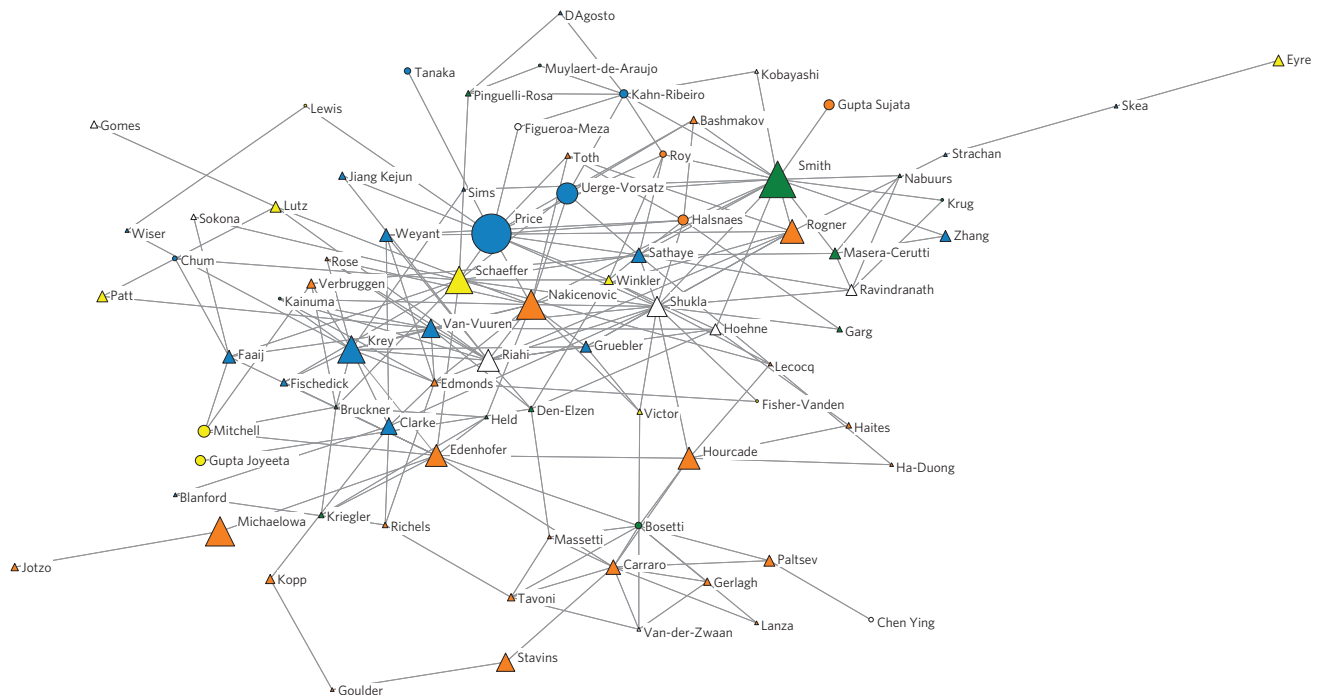 DAgosto
Eyre
Muylaert-de-Araujo
Tanaka
Kobayashi
Pinguelli-Rosa
Kahn-Ribeiro
Gupta Sujata
Skea
Lewis
Bashmakov
Gomes
Figueroa-Meza
Strachan
Toth
Roy
Smith
Jiang Kejun
Nabuurs
Uerge-Vorsatz
Sims
Krug
Lutz
Sokona
Price
Halsnaes
Rogner
Wiser
Weyant
Zhang
Sathaye
Masera-Cerutti
Chum
Rose
Schaeffer
Winkler
Verbruggen
Ravindranath
Patt
Nakicenovic
Kainuma
Shukla
Van-Vuuren
Hoehne
Garg
Krey
Gruebler
Faaij
Riahi
Lecocq
Fischedick
Edmonds
Fisher-Vanden
Bruckner
Den-Elzen
Victor
Held
Clarke
Haites
Mitchell
Edenhofer
Hourcade
Gupta Joyeeta
Ha-Duong
Blanford
Kriegler
Michaelowa
Richels
Bosetti
Massetti
Paltsev
Carraro
Jotzo
Kopp
Gerlagh
Tavoni
Chen Ying
Lanza
Van-der-Zwaan
Stavins
Goulder